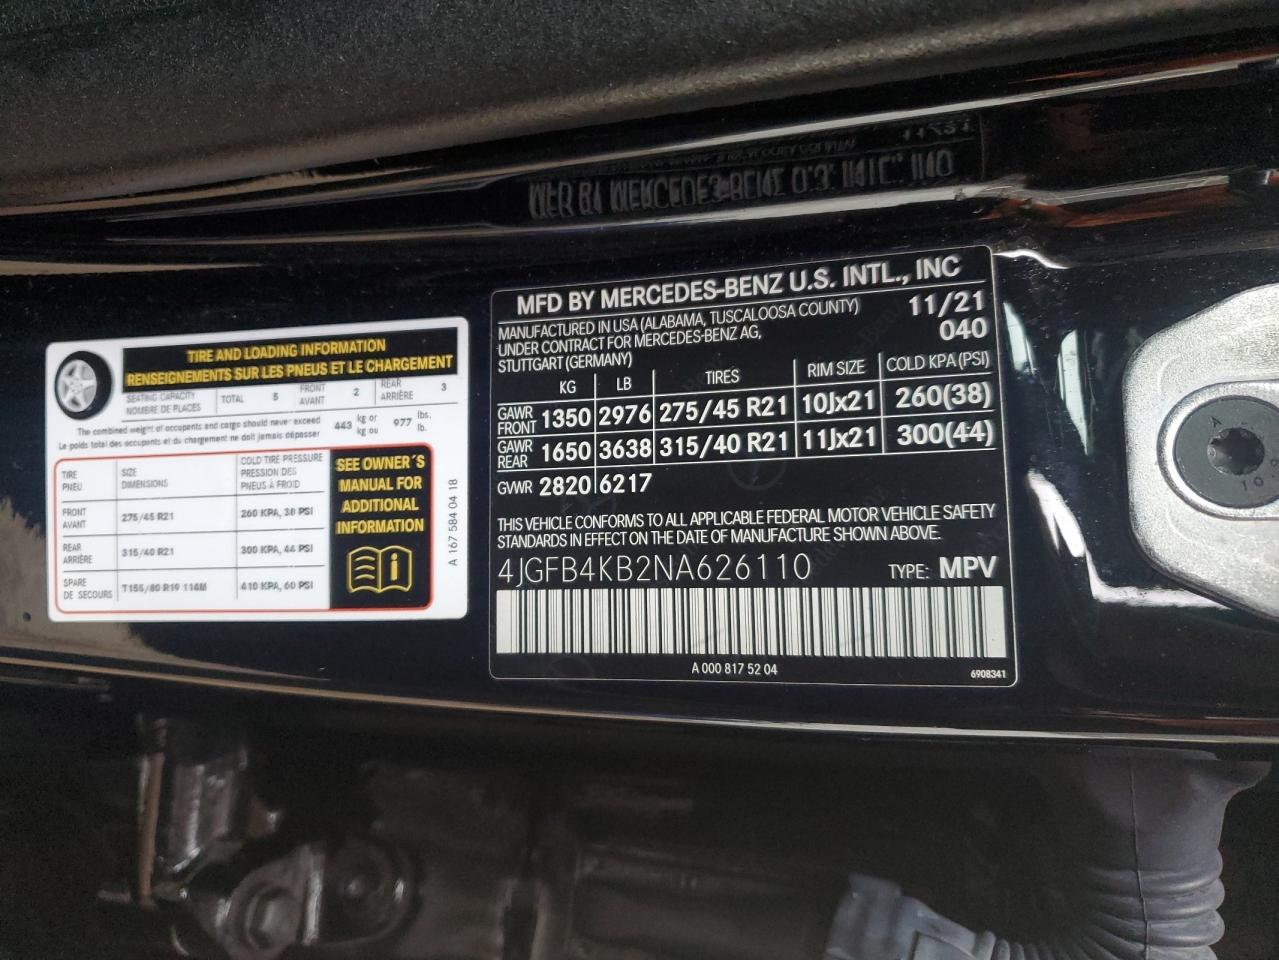 TIRE AND LOADING INFORMATION
RENSEIGNEMENTS SUR LES PNEUS ET LE CHARGEMENT
SEATING CAPACITY
NOMBRE DE PLACES
TOTAL 5
FRONT
AVANT
2
REAR
ARRIÈRE
3
The combined weight of occupants and cargo should never exceed
Le poids total des occupants et du chargement ne doit jamais dépasser
443 kg or
kg ou
977 lbs.
lb.
TIRE
PNEU
SIZE
DIMENSIONS
COLD TIRE PRESSURE
PRESSION DES
PNEUS À FROID
FRONT
AVANT
275/45 R21
260 KPA, 38 PSI
REAR
ARRIÈRE
315/40 R21
300 KPA, 44 PSI
SPARE
DE SECOURS
T155/80 R19 114M
410 KPA, 60 PSI
SEE OWNER´S
MANUAL FOR
ADDITIONAL
INFORMATION
A 167 584 04 18
MFD BY MERCEDES-BENZ U.S. INTL., INC
MANUFACTURED IN USA (ALABAMA, TUSCALOOSA COUNTY)
UNDER CONTRACT FOR MERCEDES-BENZ AG,
STUTTGART (GERMANY)
11/21
040
KG LB TIRES RIM SIZE COLD KPA (PSI)
GAWR
FRONT
1350 2976 275/45 R21 10Jx21 260(38)
GAWR
REAR
1650 3638 315/40 R21 11Jx21 300(44)
GWR 2820 6217
THIS VEHICLE CONFORMS TO ALL APPLICABLE FEDERAL MOTOR VEHICLE SAFETY
STANDARDS IN EFFECT ON THE DATE OF MANUFACTURE SHOWN ABOVE.
4JGFB4KB2NA626110 TYPE: MPV
A 000 817 52 04
6908341